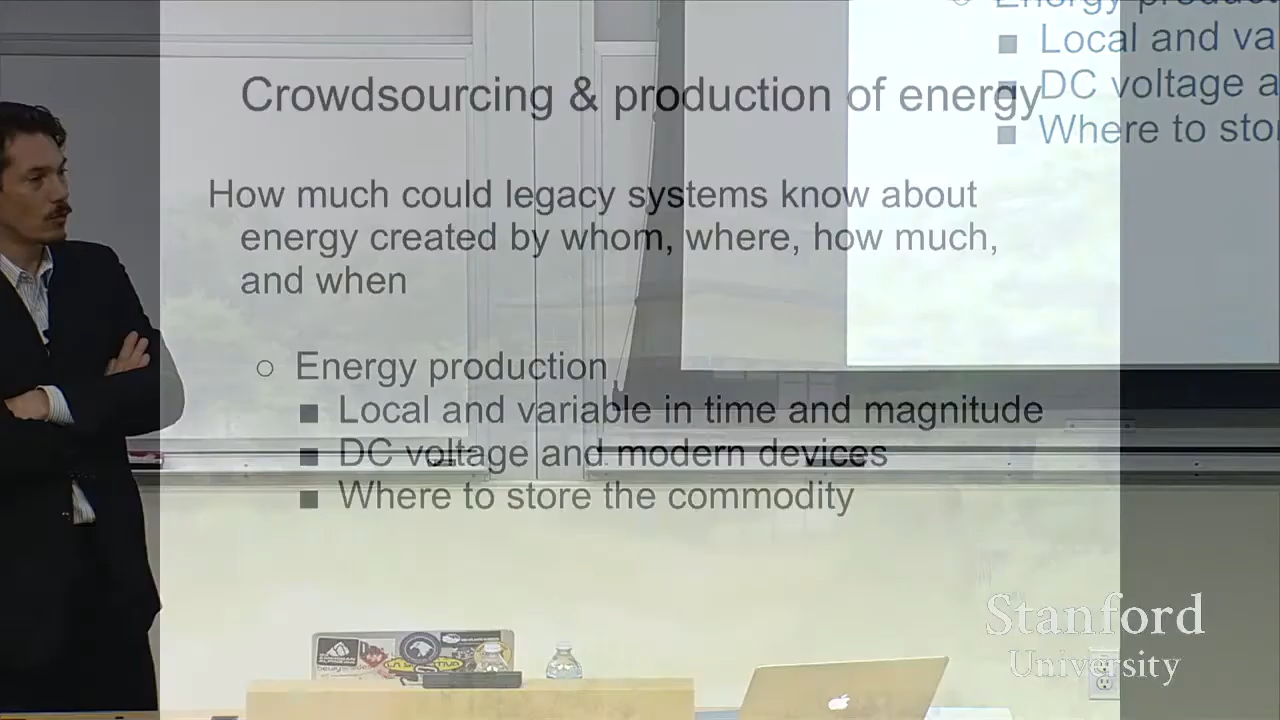 Crowdsourcing & production of energy
How much could legacy systems know about
energy created by whom, where, how much,
and when
○ Energy production
■ Local and variable in time and magnitude
■ DC voltage and modern devices
■ Where to store the commodity
■ Local and va
■ DC voltage a
■ Where to sto
Stanford
University